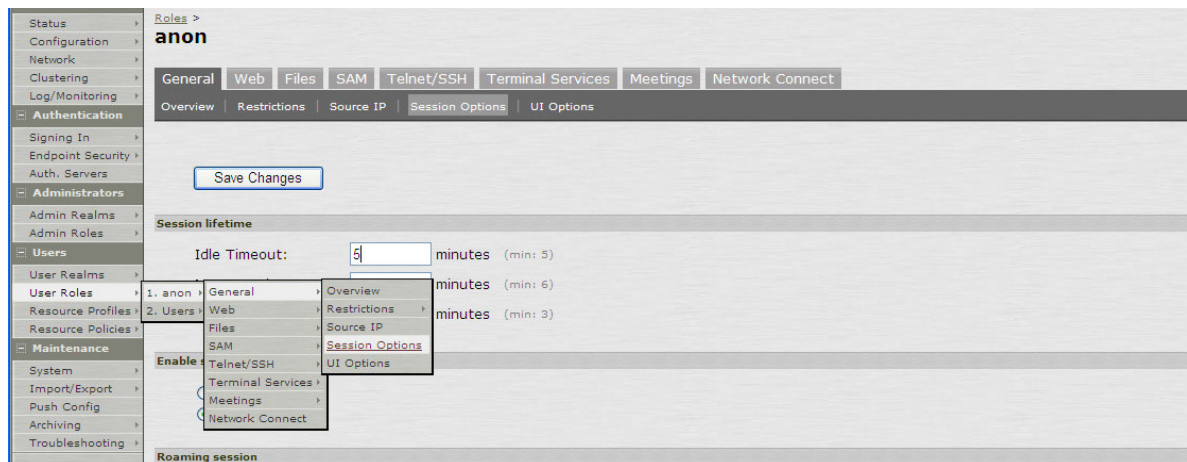 Status
Configuration
Network
Clustering
Log/Monitoring
Authentication
Signing In
Endpoint Security
Auth. Servers
Administrators
Admin Realms
Admin Roles
Users
User Realms
User Roles
Resource Profiles
Resource Policies
Maintenance
System
Import/Export
Push Config
Archiving
Troubleshooting
Roles >
anon
General Web Files SAM Telnet/SSH Terminal Services Meetings Network Connect
Overview | Restrictions | Source IP | Session Options | UI Options
Save Changes
Session lifetime
Idle Timeout: 5 minutes (min: 5)
minutes (min: 6)
minutes (min: 3)
1. anon
2. Users
General
Web
Files
SAM
Telnet/SSH
Terminal Services
Meetings
Network Connect
Overview
Restrictions
Source IP
Session Options
UI Options
Enable
Roaming session